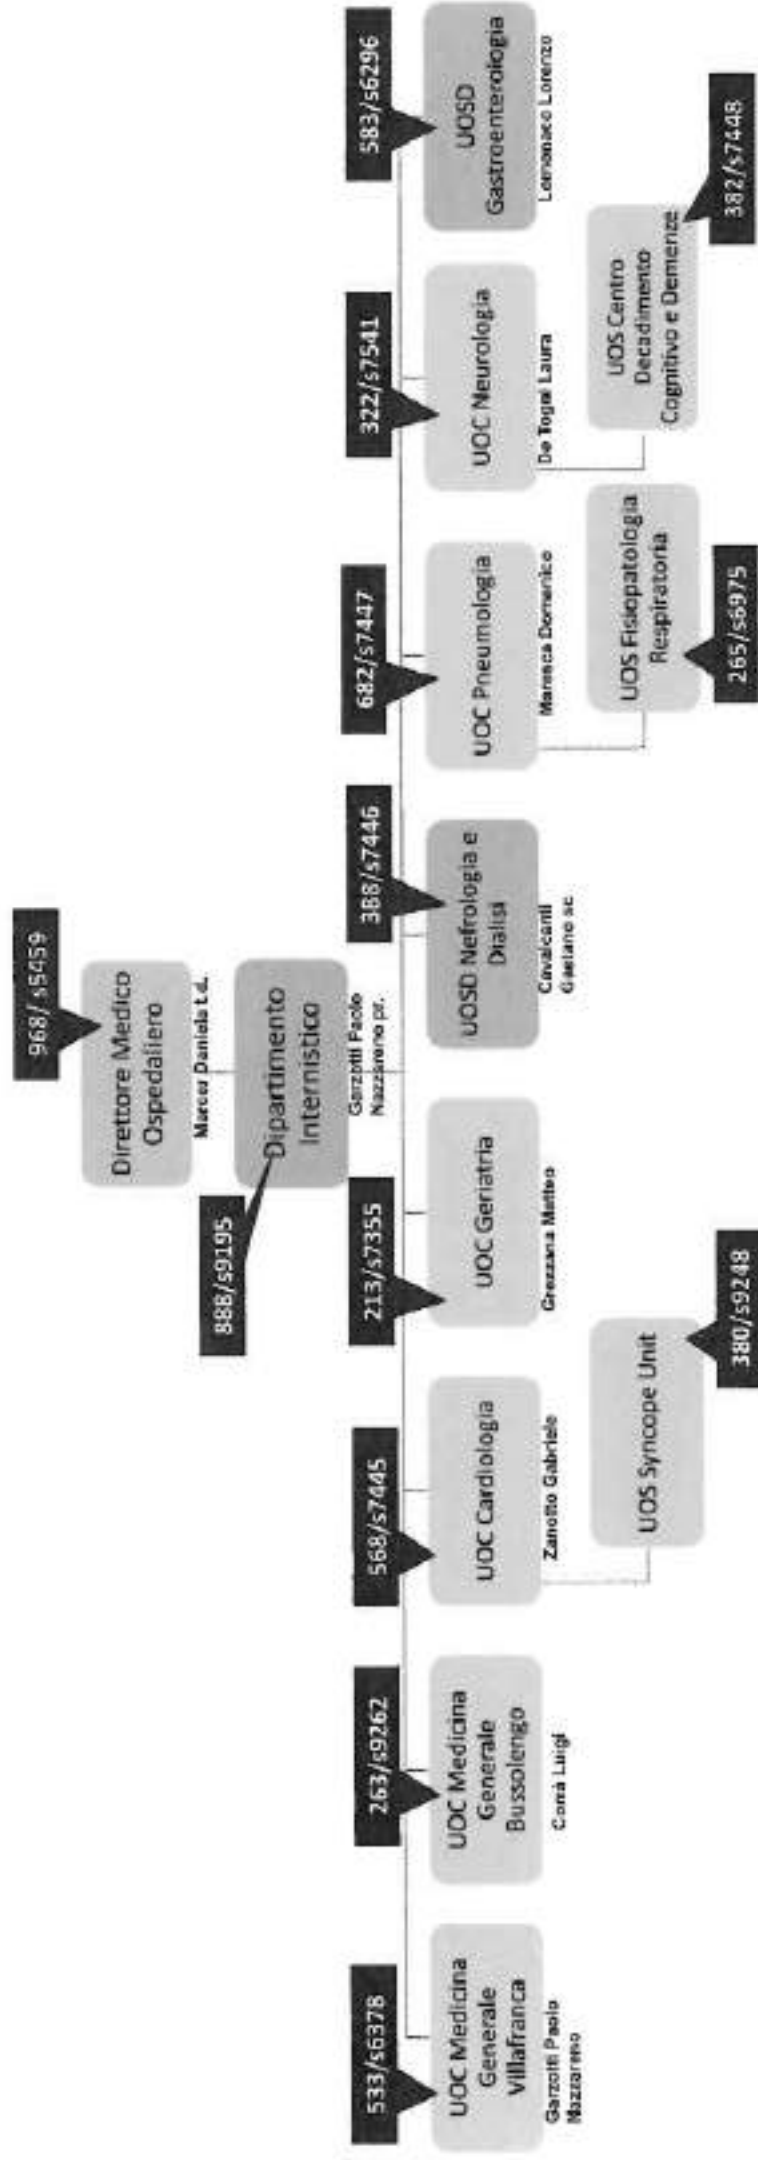 968/ s5459
Direttore Medico
Ospedaliero
Marcer Daniela t.d.
888/s9195
Dipartimento
Internistico
Garzotti Paolo
Nazzareno pr.
533/s6378
UOC Medicina
Generale
Villafranca
Garzotti Paolo
Nazzareno
263/s9262
UOC Medicina
Generale
Bussolengo
Corrà Luigi
568/s7445
UOC Cardiologia
Zanotto Gabriele
UOS Syncope Unit
380/s9248
213/s7355
UOC Geriatria
Grezzana Matteo
388/s7446
UOSD Nefrologia e
Dialisi
Cavalcanti
Gaetano sc.
682/s7447
UOC Pneumologia
Maresca Domenico
UOS Fisiopatologia
Respiratoria
265/s6975
322/s7541
UOC Neurologia
De Togni Laura
UOS Centro
Decadimento
Cognitivo e Demenze
382/s7448
583/s6296
UOSD
Gastroenterologia
Lomonaco Lorenzo